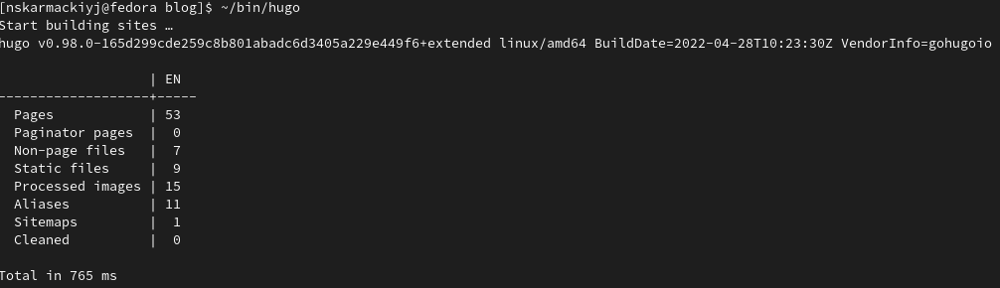 [nskarmackiyj@fedora blog]$ ~/bin/hugo
Start building sites …
hugo v0.98.0-165d299cde259c8b801abadc6d3405a229e449f6+extended linux/amd64 BuildDate=2022-04-28T10:23:30Z VendorInfo=gohugoio

                   | EN
-------------------+-----
  Pages            | 53
  Paginator pages  |  0
  Non-page files   |  7
  Static files     |  9
  Processed images | 15
  Aliases          | 11
  Sitemaps         |  1
  Cleaned          |  0

Total in 765 ms